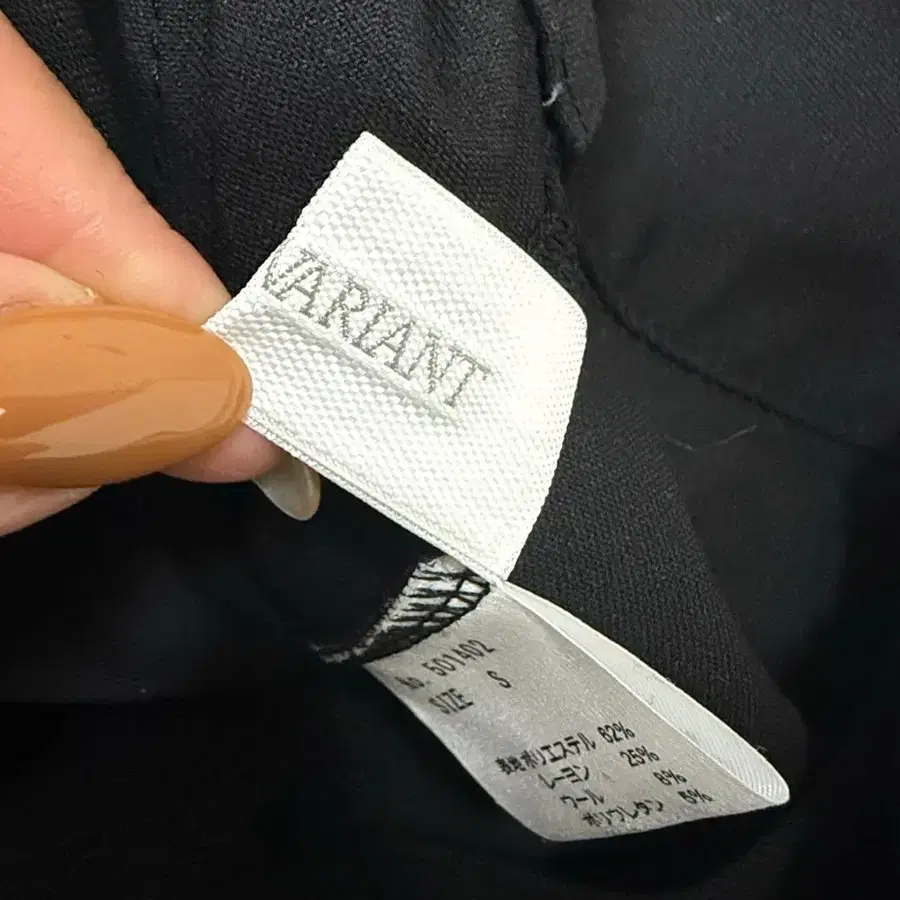 VARIANT
No. 501402
SIZE S
表地ポリエステル 62%
レーヨン 25%
ウール 8%
ポリウレタン 5%